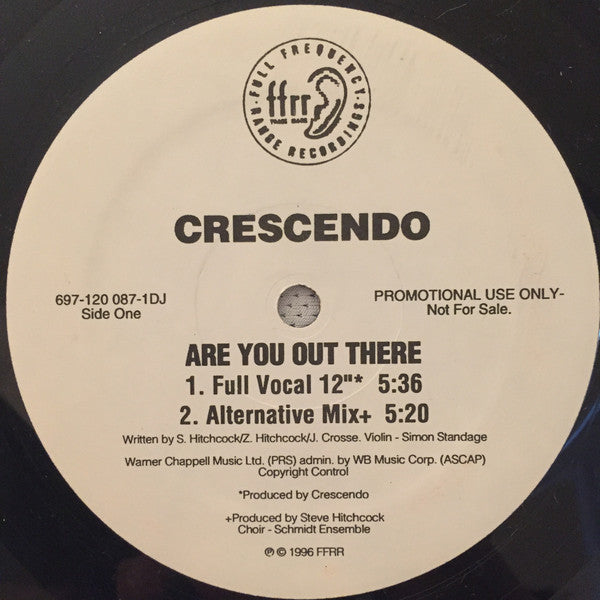 FULL FREQUENCY
ffrr
TRADE MARK
RANGE RECORDINGS
CRESCENDO
697-120 087-1DJ
Side One
PROMOTIONAL USE ONLY-
Not For Sale.
ARE YOU OUT THERE
1. Full Vocal 12"* 5:36
2. Alternative Mix+ 5:20
Written by S. Hitchcock/Z. Hitchcock/J. Crosse. Violin - Simon Standage
Warner Chappell Music Ltd. (PRS) admin. by WB Music Corp. (ASCAP)
Copyright Control
*Produced by Crescendo
+Produced by Steve Hitchcock
Choir - Schmidt Ensemble
℗ © 1996 FFRR